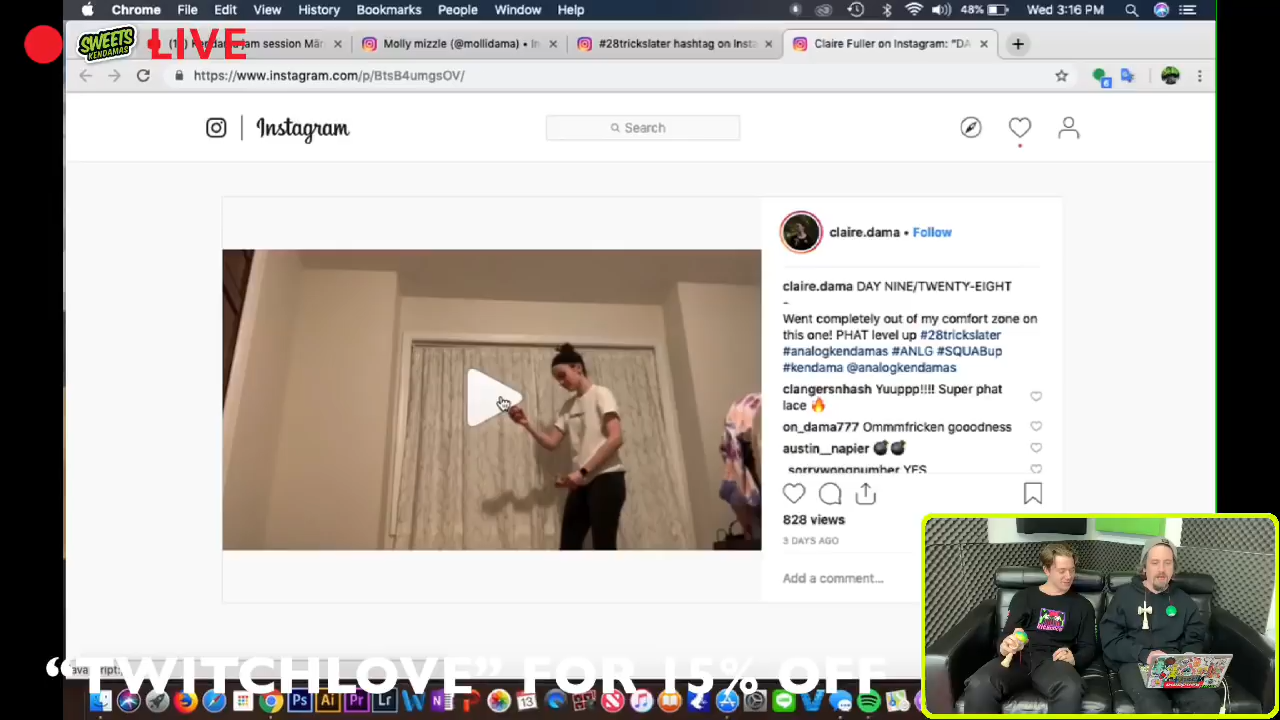 Chrome File Edit View History Bookmarks People Window Help
48% Wed 3:16 PM
SWEETS KENDAMAS
LIVE
Molly mizzle (@mollidama) • In
#28trickslater hashtag on Insta
Claire Fuller on Instagram: "DA
https://www.instagram.com/p/BtsB4umgsOV/
Instagram
Search
claire.dama • Follow
claire.dama DAY NINE/TWENTY-EIGHT
-
Went completely out of my comfort zone on
this one! PHAT level up #28trickslater
#analogkendamas #ANLG #SQUABup
#kendama @analogkendamas
clangersnhash Yuuppp!!!! Super phat
lace 🔥
on_dama777 Ommmfricken gooodness
austin__napier 💣💣
_sorrywongnumber YES
828 views
3 DAYS AGO
Add a comment...
“TWITCHLOVE” FOR 15% OFF